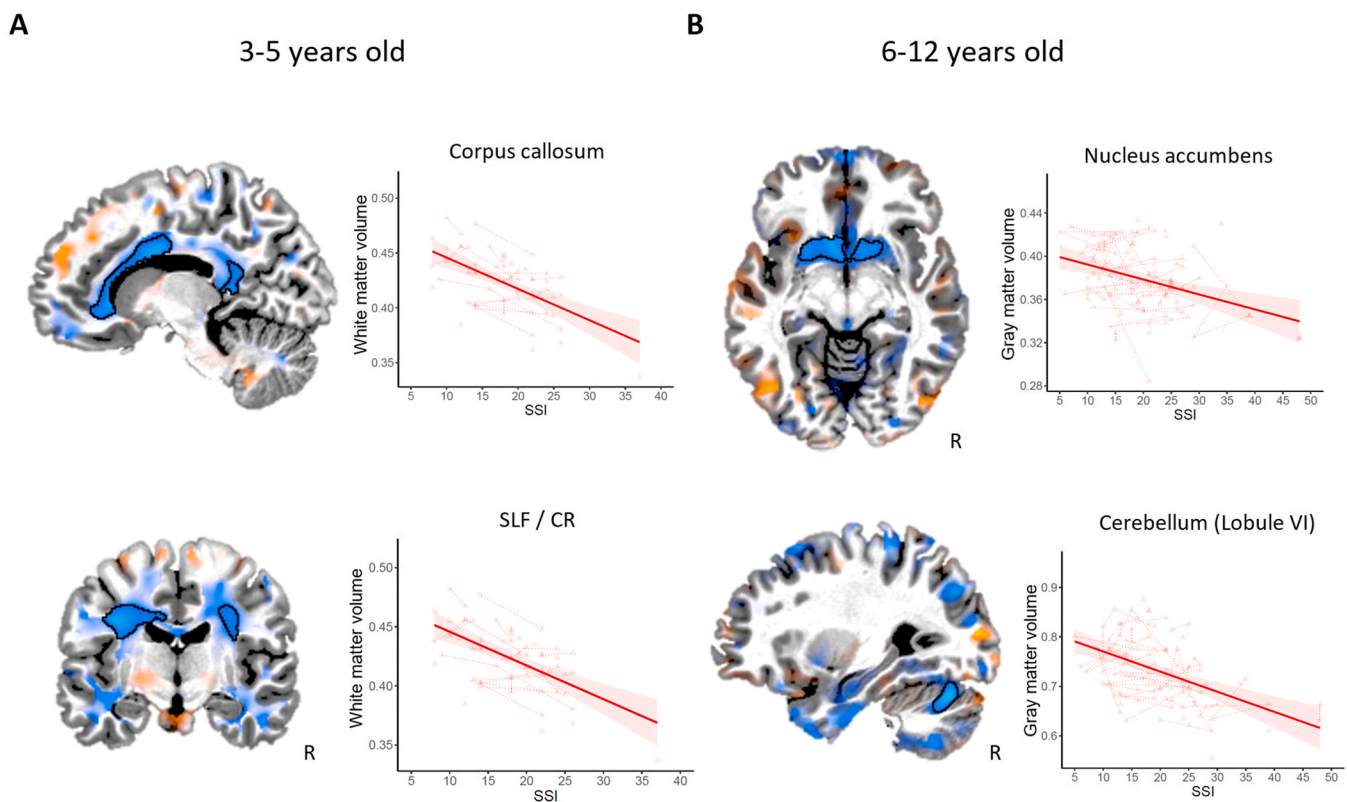 A
3-5 years old
Corpus callosum
White matter volume
0.50
0.45
0.40
0.35
5 10 15 20 25 30 35 40
SSI
SLF / CR
White matter volume
0.50
0.45
0.40
0.35
5 10 15 20 25 30 35 40
SSI
R
B
6-12 years old
Nucleus accumbens
Gray matter volume
0.44
0.40
0.36
0.32
0.28
5 10 15 20 25 30 35 40 45 50
SSI
R
Cerebellum (Lobule VI)
Gray matter volume
0.9
0.8
0.7
0.6
5 10 15 20 25 30 35 40 45 50
SSI
R